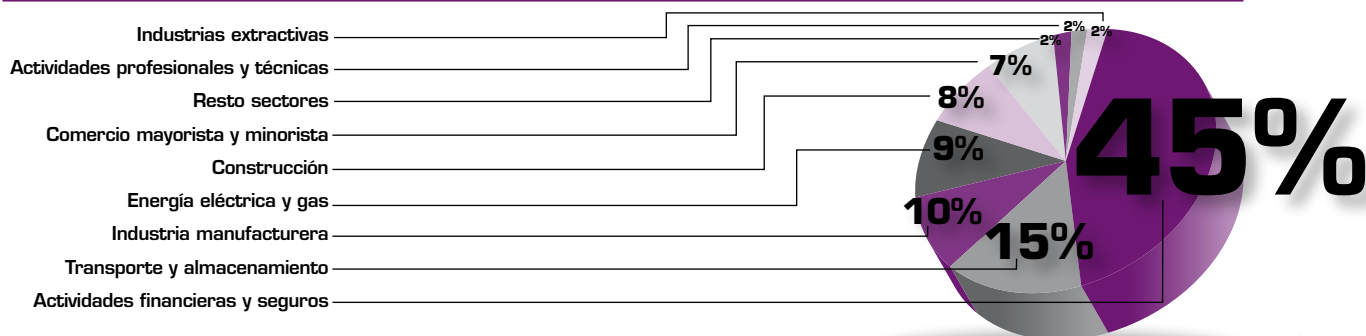 Industrias extractivas
Actividades profesionales y técnicas
Resto sectores
Comercio mayorista y minorista
Construcción
Energía eléctrica y gas
Industria manufacturera
Transporte y almacenamiento
Actividades financieras y seguros
2%
2%
2%
7%
8%
9%
10%
15%
45%